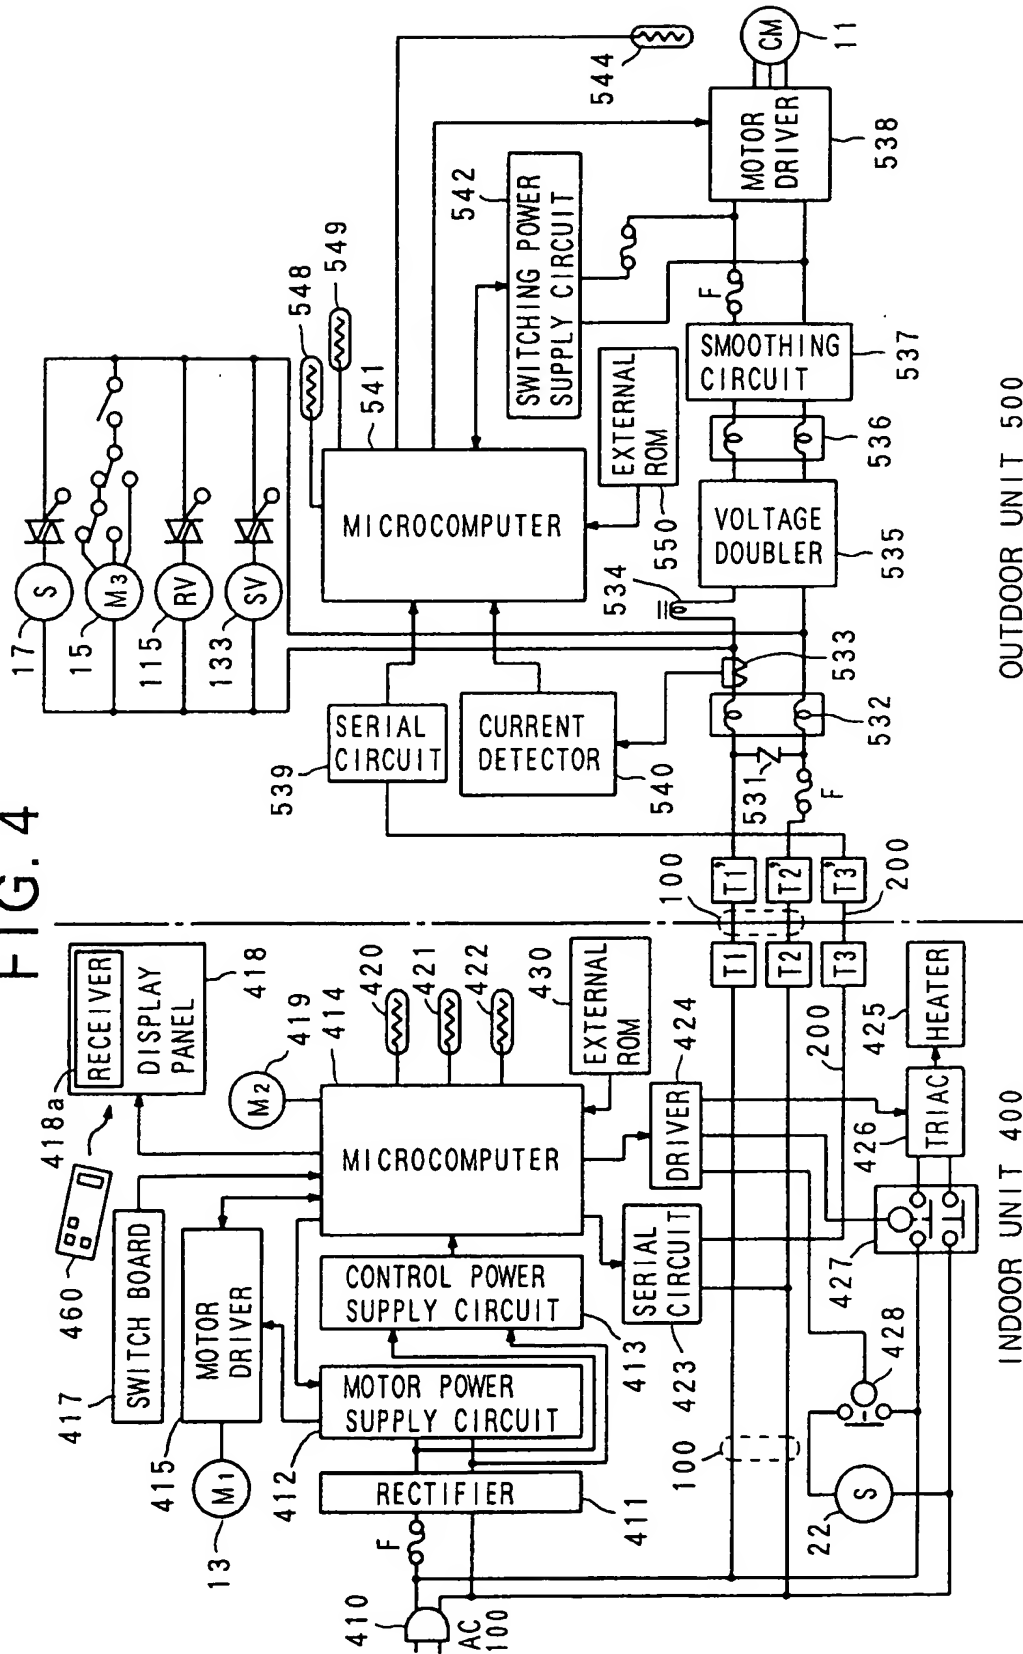 FIG. 4
17
S
15
M3
115
RV
133
SV
548
549
541
MICROCOMPUTER
542
SWITCHING POWER
SUPPLY CIRCUIT
544
CM
11
MOTOR
DRIVER
538
F
EXTERNAL
ROM
550
SMOOTHING
CIRCUIT
537
536
VOLTAGE
DOUBLER
535
534
533
532
531
F
SERIAL
CIRCUIT
539
CURRENT
DETECTOR
540
T1'
T2'
T3'
100
200
OUTDOOR UNIT 500
RECEIVER
DISPLAY
PANEL
418
418a
460
SWITCH BOARD
417
MOTOR
DRIVER
415
M1
13
M2
419
414
MICROCOMPUTER
420
421
422
EXTERNAL
ROM
430
CONTROL POWER
SUPPLY CIRCUIT
413
MOTOR POWER
SUPPLY CIRCUIT
412
RECTIFIER
411
F
410
AC
100
SERIAL
CIRCUIT
423
DRIVER
424
T1
T2
T3
100
200
HEATER
425
TRIAC
426
427
428
S
22
INDOOR UNIT 400